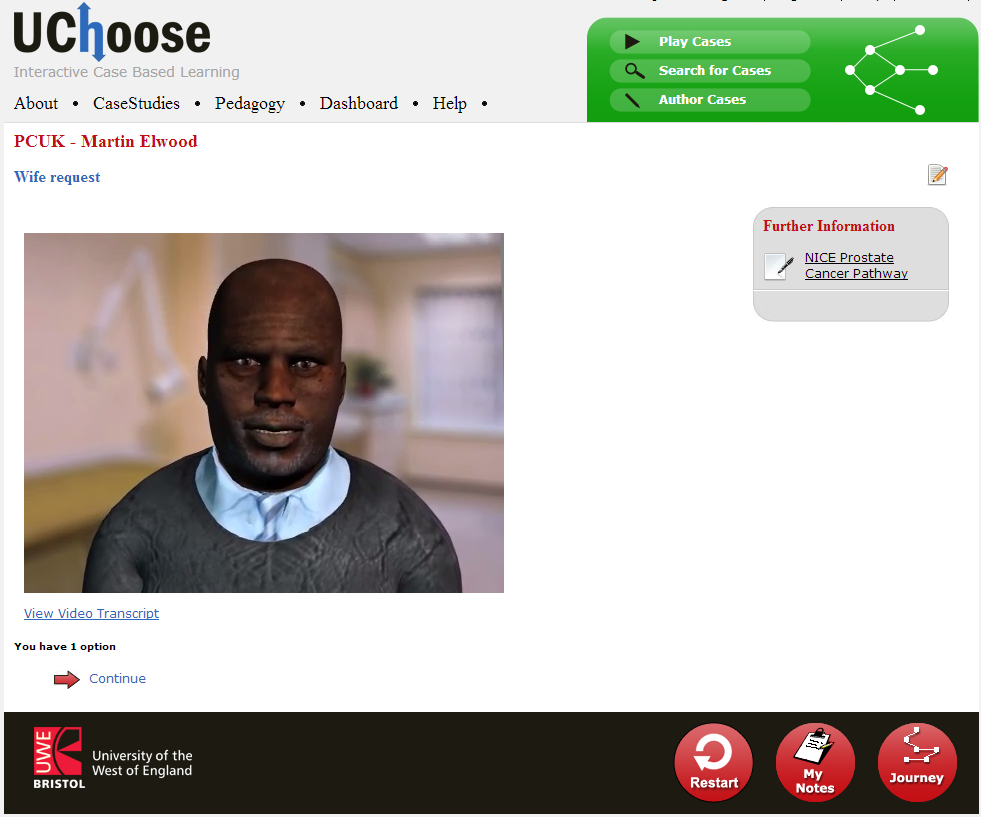 UChoose
Interactive Case Based Learning
About • CaseStudies • Pedagogy • Dashboard • Help •
Play Cases
Search for Cases
Author Cases
PCUK - Martin Elwood
Wife request
Further Information
NICE Prostate
Cancer Pathway
View Video Transcript
You have 1 option
Continue
UWE
BRISTOL
University of the
West of England
Restart
My
Notes
Journey